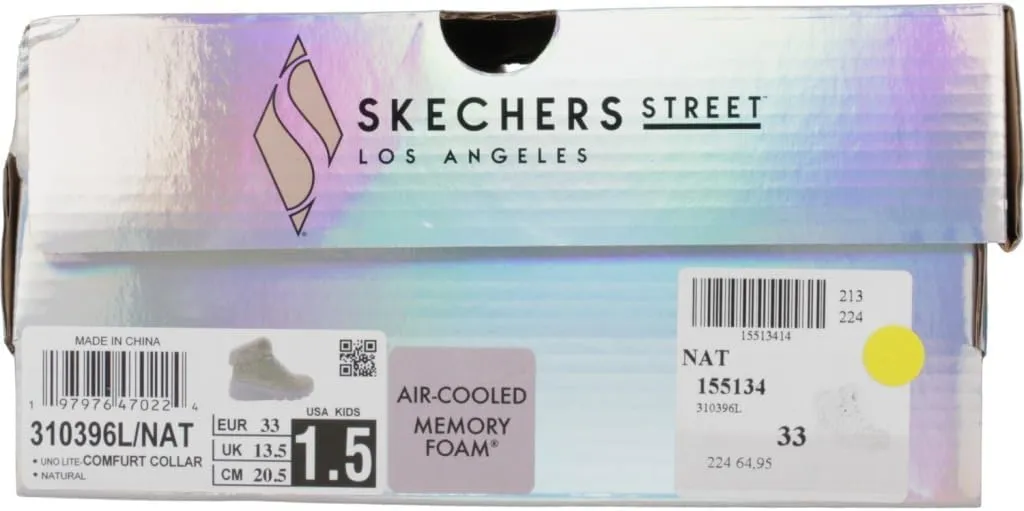 SKECHERS STREET™
LOS ANGELES
MADE IN CHINA
1 97976 47022 4
310396L/NAT
• UNO LITE-COMFURT COLLAR
• NATURAL
EUR 33
UK 13.5
CM 20.5
USA KIDS
1.5
AIR-COOLED
MEMORY
FOAM®
213
224
15513414
NAT
155134
310396L
33
224 64.95